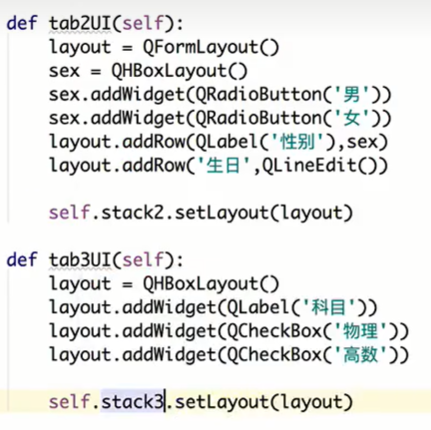 def tab2UI(self):
    layout = QFormLayout()
    sex = QHBoxLayout()
    sex.addWidget(QRadioButton('男'))
    sex.addWidget(QRadioButton('女'))
    layout.addRow(QLabel('性别'),sex)
    layout.addRow('生日',QLineEdit())
    self.stack2.setLayout(layout)
def tab3UI(self):
    layout = QHBoxLayout()
    layout.addWidget(QLabel('科目'))
    layout.addWidget(QCheckBox('物理'))
    layout.addWidget(QCheckBox('高数'))
    self.stack3.setLayout(layout)